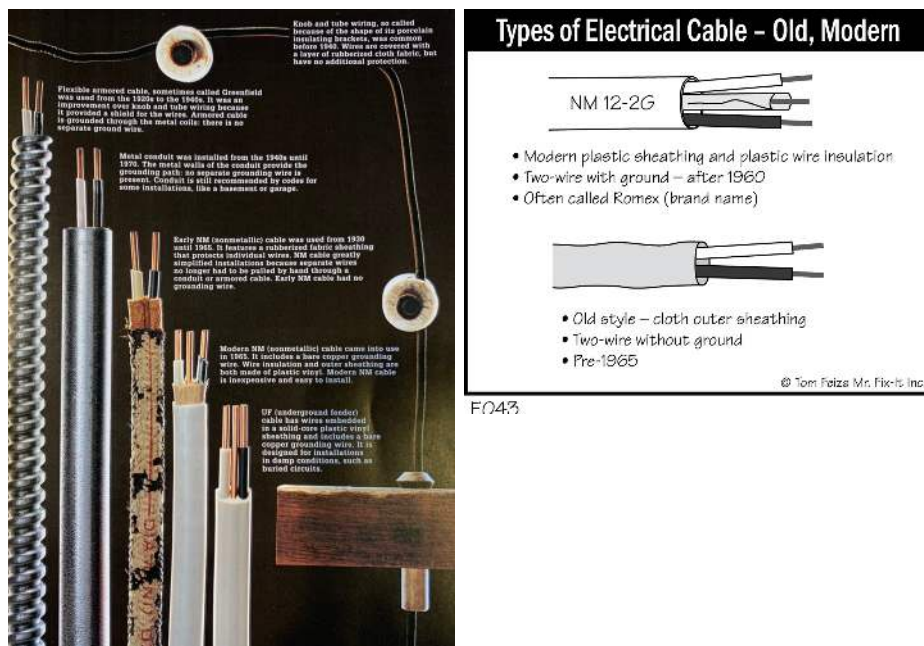 Knob and tube wiring, so called
because of the shape of its porcelain
insulating brackets, was common
before 1940. Wires are covered with
a layer of rubberized cloth fabric, but
have no additional protection.
Flexible armored cable, sometimes called Greenfield
was used from the 1920s to the 1940s. It was an
improvement over knob and tube wiring because
it provided a shield for the wires. Armored cable
is grounded through the metal coils: there is no
separate ground wire.
Metal conduit was installed from the 1940s until
1970. The metal walls of the conduit provide the
grounding path: no separate grounding wire is
present. Conduit is still recommended by codes for
some installations, like a basement or garage.
Early NM (nonmetallic) cable was used from 1930
until 1965. It features a rubberized fabric sheathing
that protects individual wires. NM cable greatly
simplified installations because separate wires
no longer had to be pulled by hand through a
conduit or armored cable. Early NM cable had no
grounding wire.
Modern NM (nonmetallic) cable came into use
in 1965. It includes a bare copper grounding
wire. Wire insulation and outer sheathing are
both made of plastic vinyl. Modern NM cable
is inexpensive and easy to install.
UF (underground feeder)
cable has wires embedded
in a solid-core plastic vinyl
sheathing and includes a bare
copper grounding wire. It is
designed for installations
in damp conditions, such as
buried circuits.
Types of Electrical Cable – Old, Modern
NM 12-2G
• Modern plastic sheathing and plastic wire insulation
• Two-wire with ground – after 1960
• Often called Romex (brand name)
• Old style – cloth outer sheathing
• Two-wire without ground
• Pre-1965
© Tom Feiza Mr. Fix-It Inc
E043